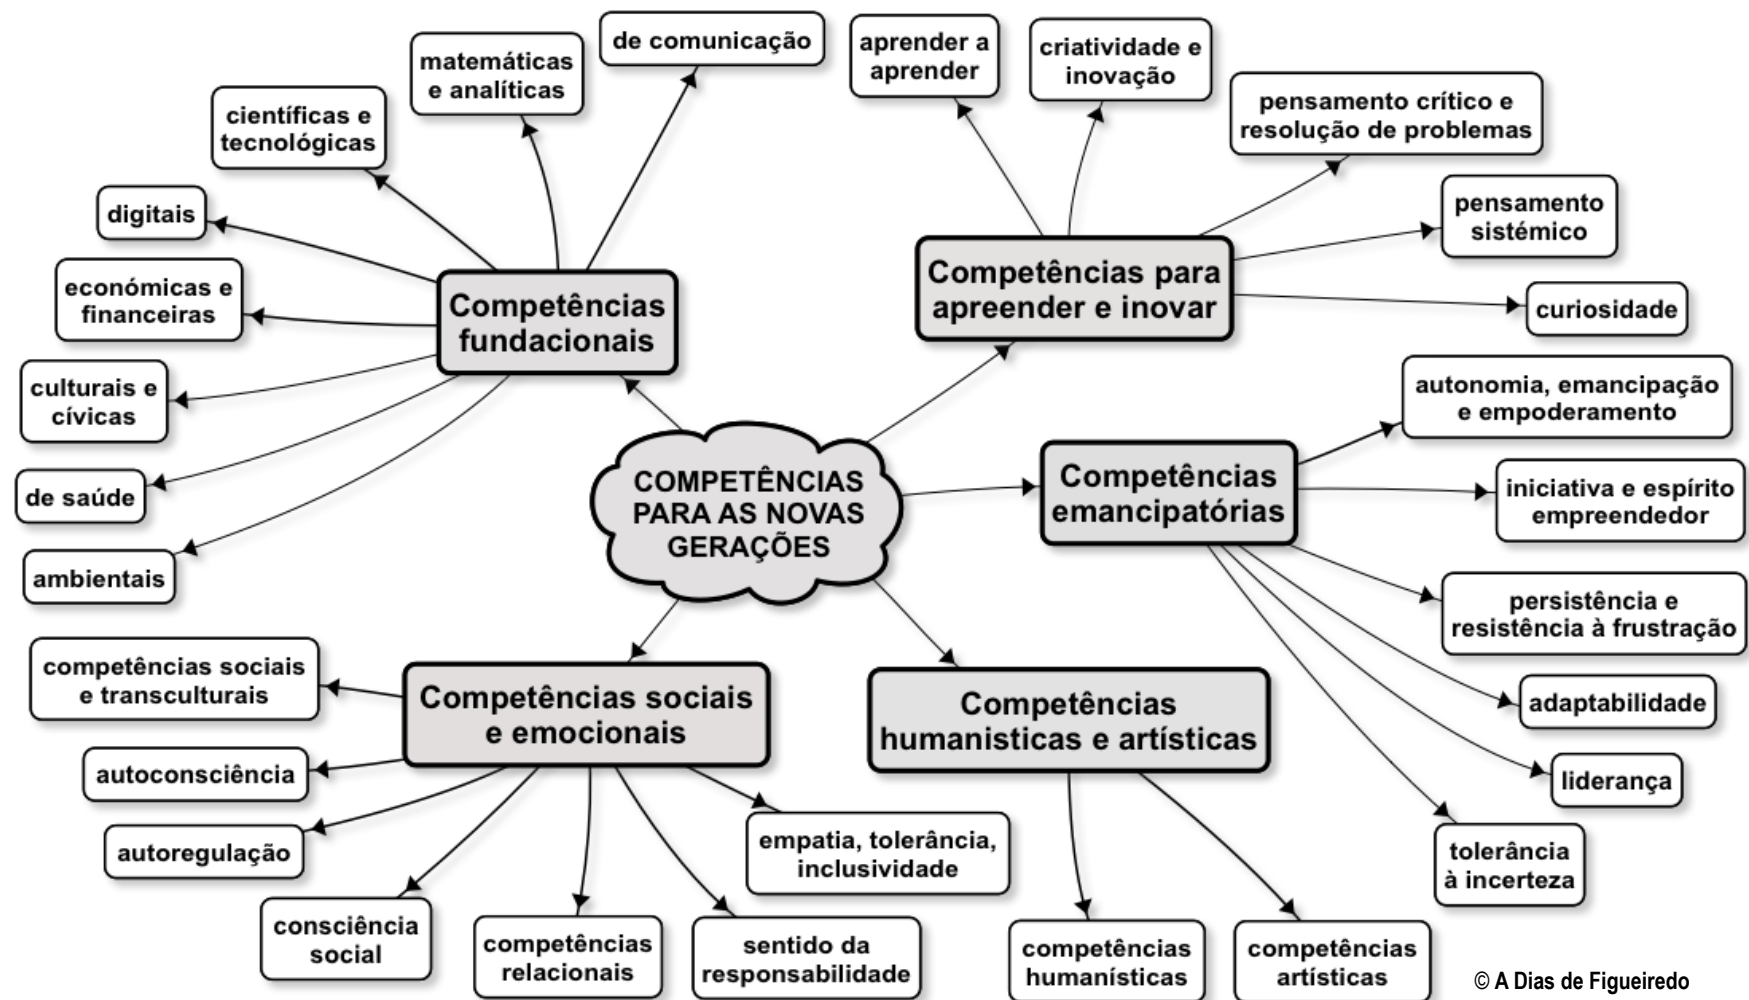 de comunicação
matemáticas
e analíticas
científicas e
tecnológicas
digitais
económicas e
financeiras
culturais e
cívicas
de saúde
ambientais
Competências
fundacionais
aprender a
aprender
criatividade e
inovação
pensamento crítico e
resolução de problemas
pensamento
sistémico
curiosidade
Competências para
apreender e inovar
COMPETÊNCIAS
PARA AS NOVAS
GERAÇÕES
Competências
emancipatórias
autonomia, emancipação
e empoderamento
iniciativa e espírito
empreendedor
persistência e
resistência à frustração
adaptabilidade
liderança
tolerância
à incerteza
Competências sociais
e emocionais
competências sociais
e transculturais
autoconsciência
autoregulação
consciência
social
competências
relacionais
sentido da
responsabilidade
empatia, tolerância,
inclusividade
Competências
humanisticas e artísticas
competências
humanísticas
competências
artísticas
© A Dias de Figueiredo